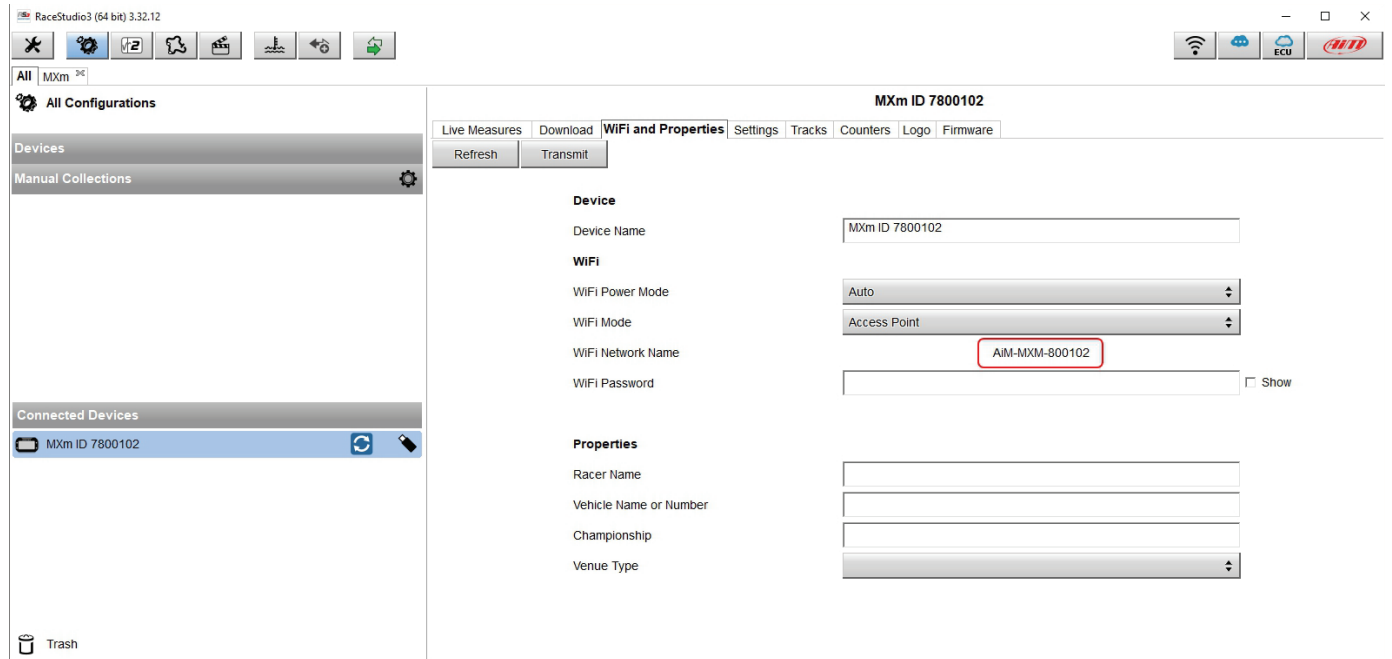 RaceStudio3 (64 bit) 3.32.12
ECU
AiM
All MXm
All Configurations
Devices
Manual Collections
Connected Devices
MXm ID 7800102
Trash
MXm ID 7800102
Live Measures Download WiFi and Properties Settings Tracks Counters Logo Firmware
Refresh Transmit
Device
Device Name MXm ID 7800102
WiFi
WiFi Power Mode Auto
WiFi Mode Access Point
WiFi Network Name AiM-MXM-800102
WiFi Password Show
Properties
Racer Name
Vehicle Name or Number
Championship
Venue Type